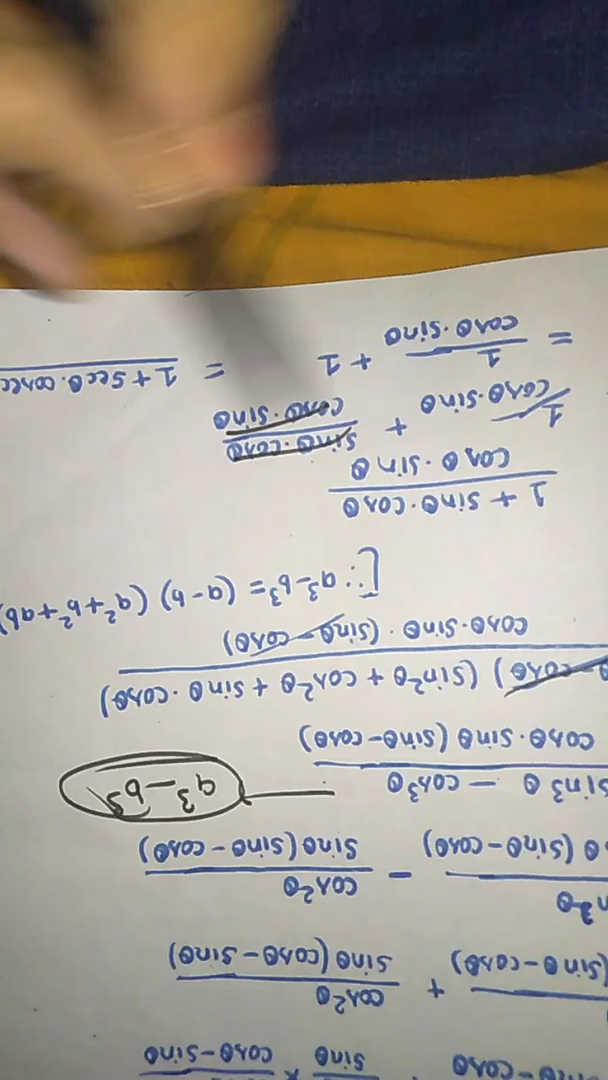 sinθ-cosθ sinθ × cosθ-sinθ
(sinθ-cosθ) + cos²θ / sinθ(cosθ-sinθ)
θ(sinθ-cosθ) - cos²θ / sinθ(sinθ-cosθ)
sin3θ - cos³θ / cosθ·sinθ(sinθ-cosθ) a³-b³
θ-cosθ)(sin²θ+cos²θ+sinθ·cosθ) / cosθ·sinθ·(sinθ-cosθ)
[∵ a³-b³=(a-b)(a²+b²+ab)
1+sinθ·cosθ / cosθ·sinθ
1 / cosθ·sinθ + sinθ·cosθ / cosθ·sinθ
= 1 / cosθ·sinθ + 1 = 1+secθ·cosec